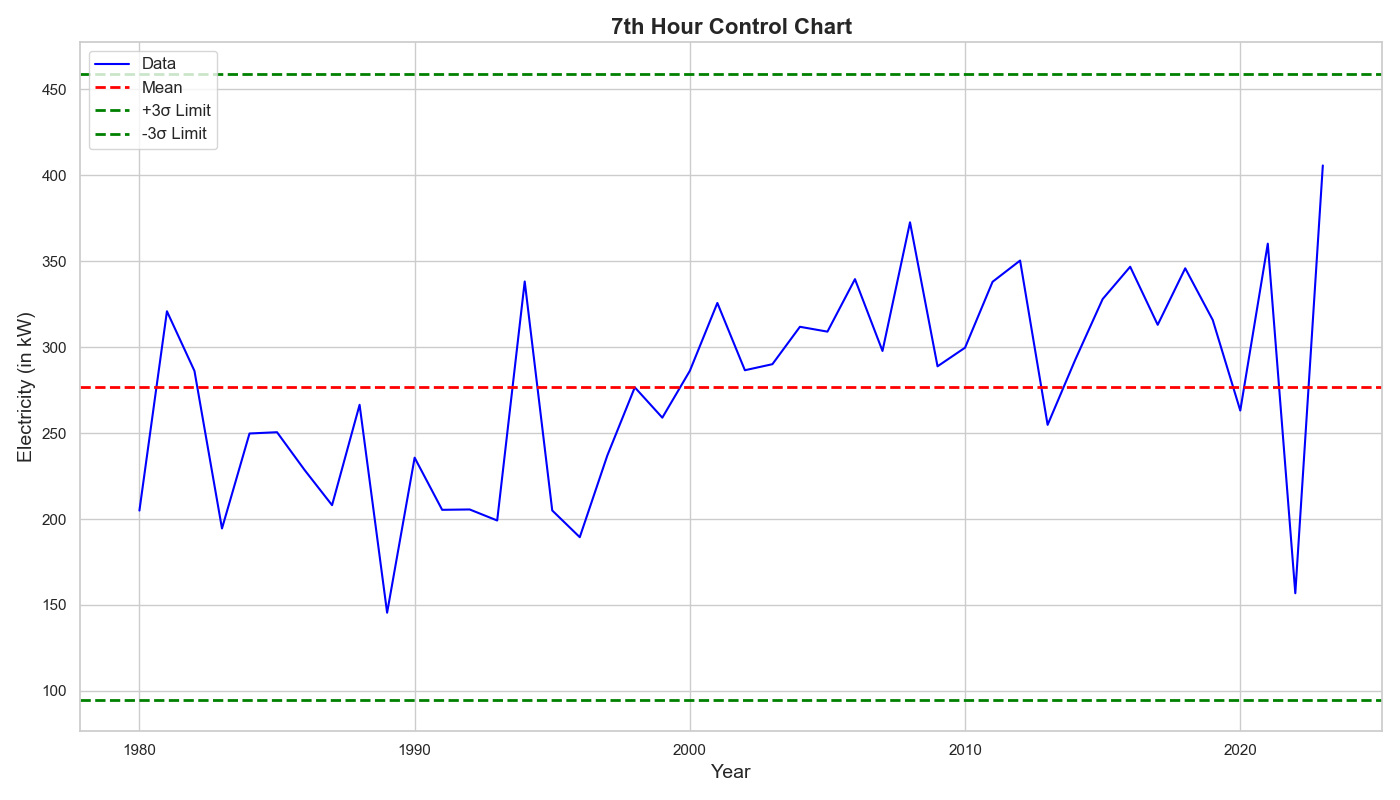 7th Hour Control Chart
Data
Mean
+3σ Limit
-3σ Limit
450
400
350
300
250
200
150
100
Electricity (in kW)
1980 1990 2000 2010 2020
Year